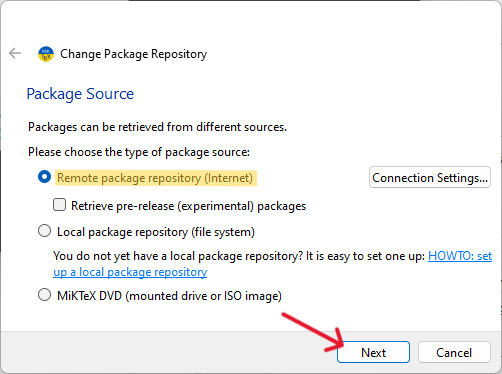 Change Package Repository
Package Source
Packages can be retrieved from different sources.
Please choose the type of package source:
Remote package repository (Internet)
Connection Settings...
Retrieve pre-release (experimental) packages
Local package repository (file system)
You do not yet have a local package repository? It is easy to set one up: HOWTO: set
up a local package repository
MiKTeX DVD (mounted drive or ISO image)
Next
Cancel